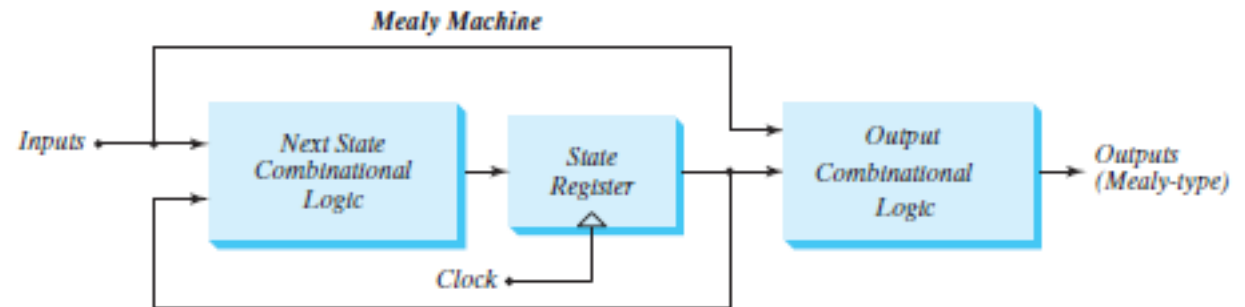 Mealy Machine
Inputs
Next State
Combinational
Logic
State
Register
Clock
Output
Combinational
Logic
Outputs
(Mealy-type)